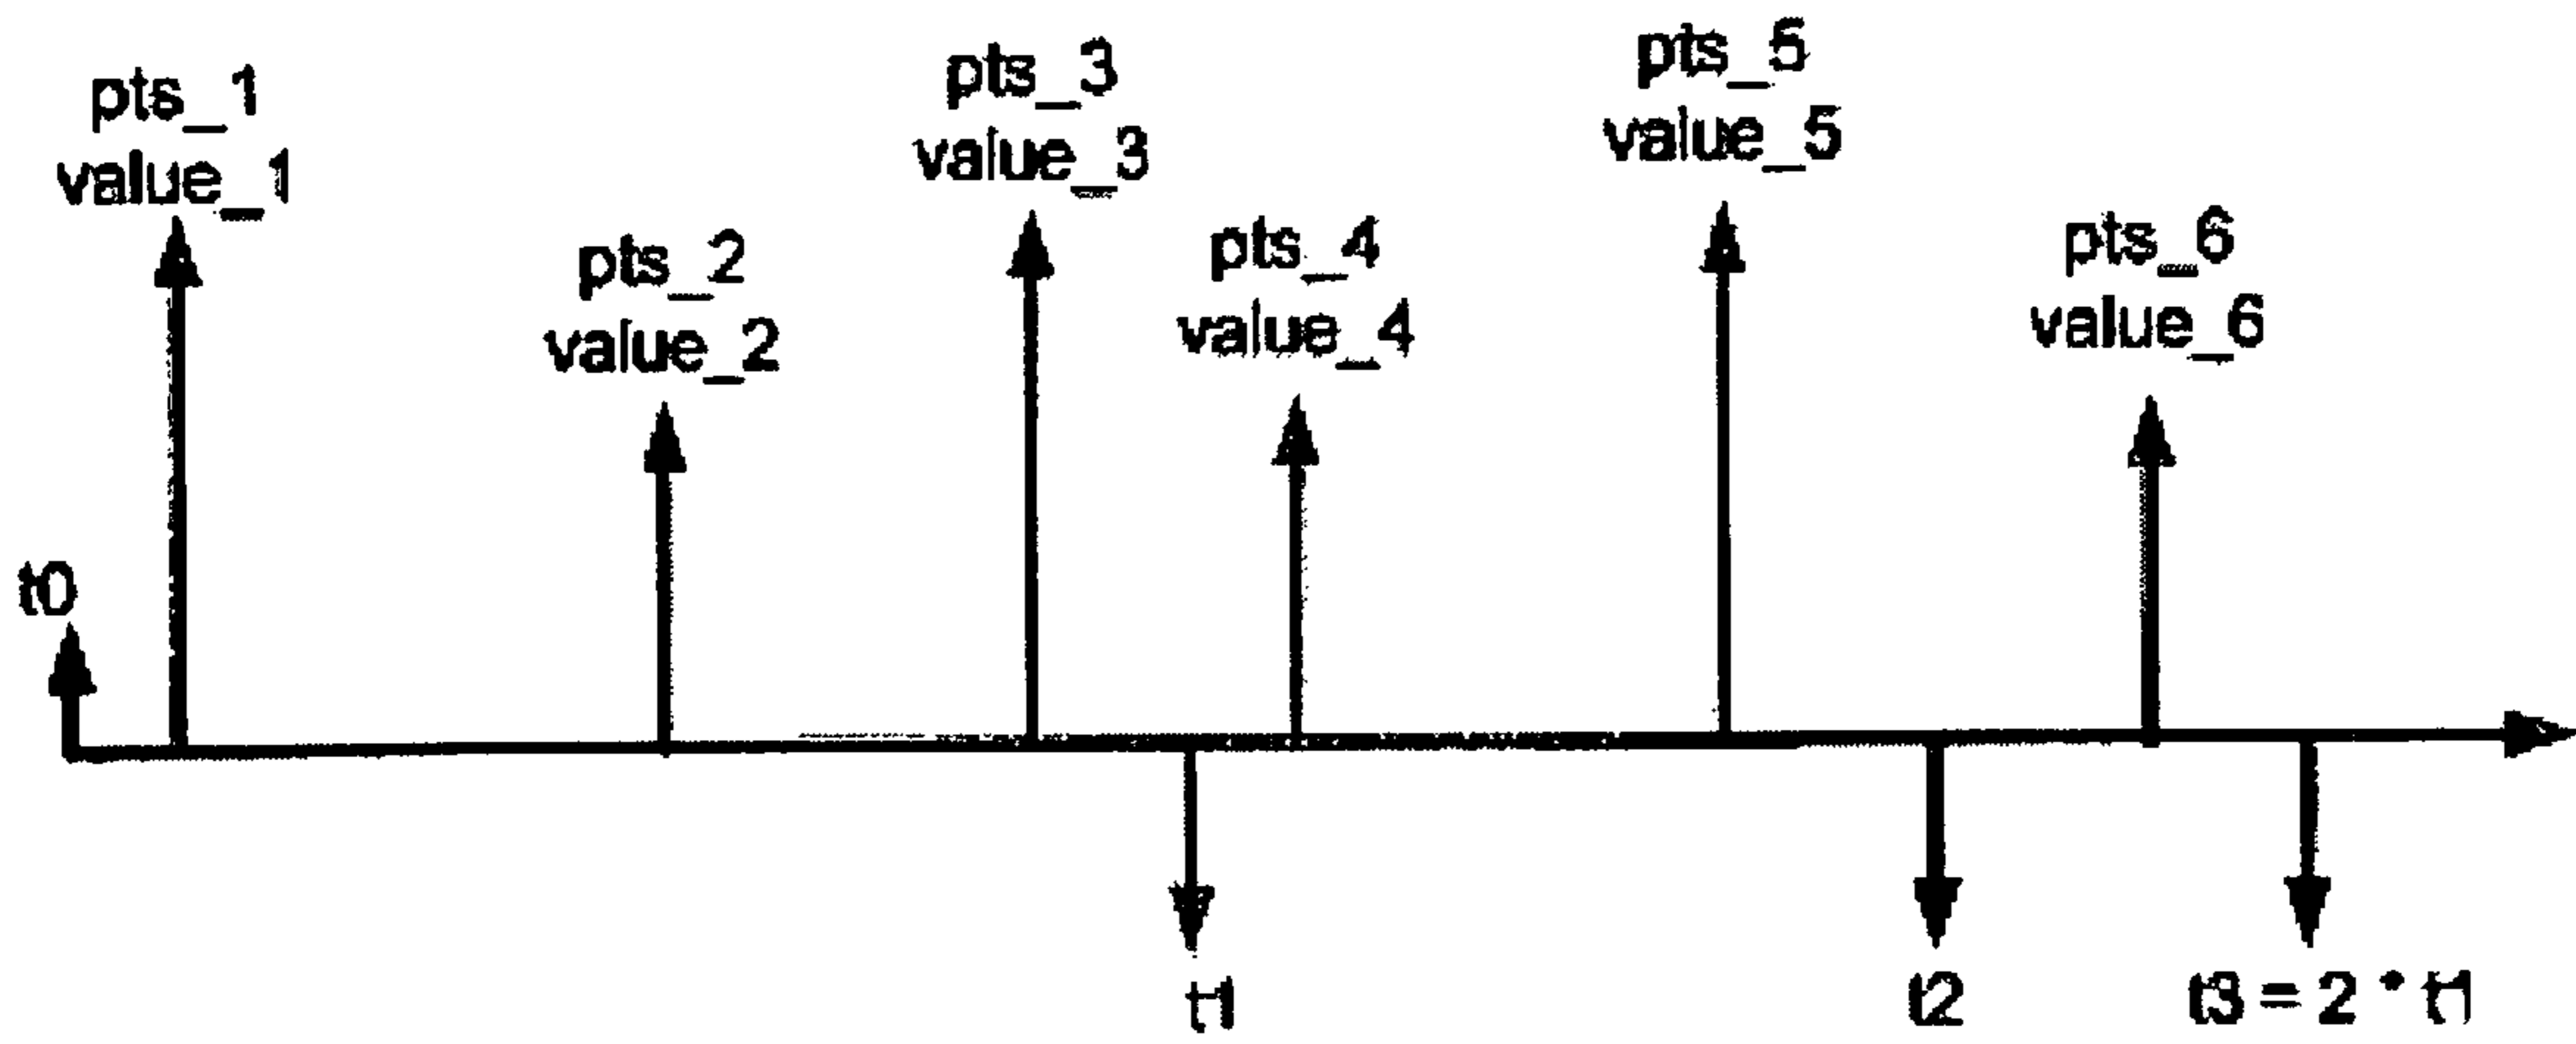 pts_1
value_1
pts_2
value_2
pts_3
value_3
pts_4
value_4
pts_5
value_5
pts_6
value_6
t0
t1
t2
t3 = 2 * t1